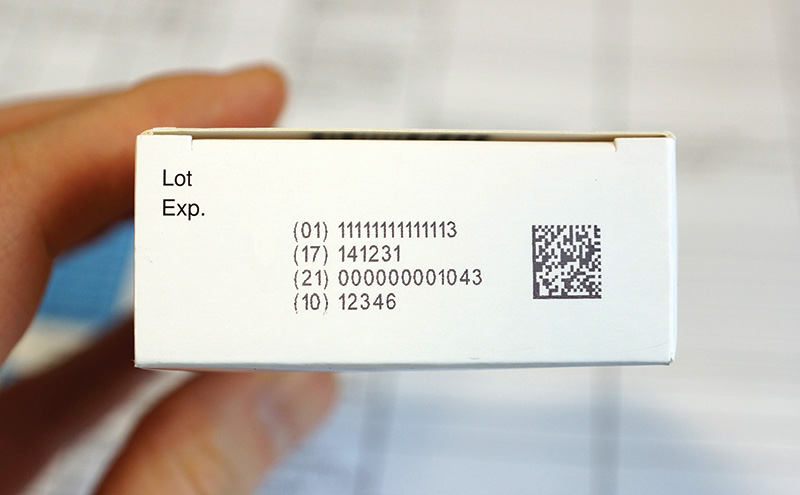 Lot
Exp.
(01) 11111111111113
(17) 141231
(21) 000000001043
(10) 12346